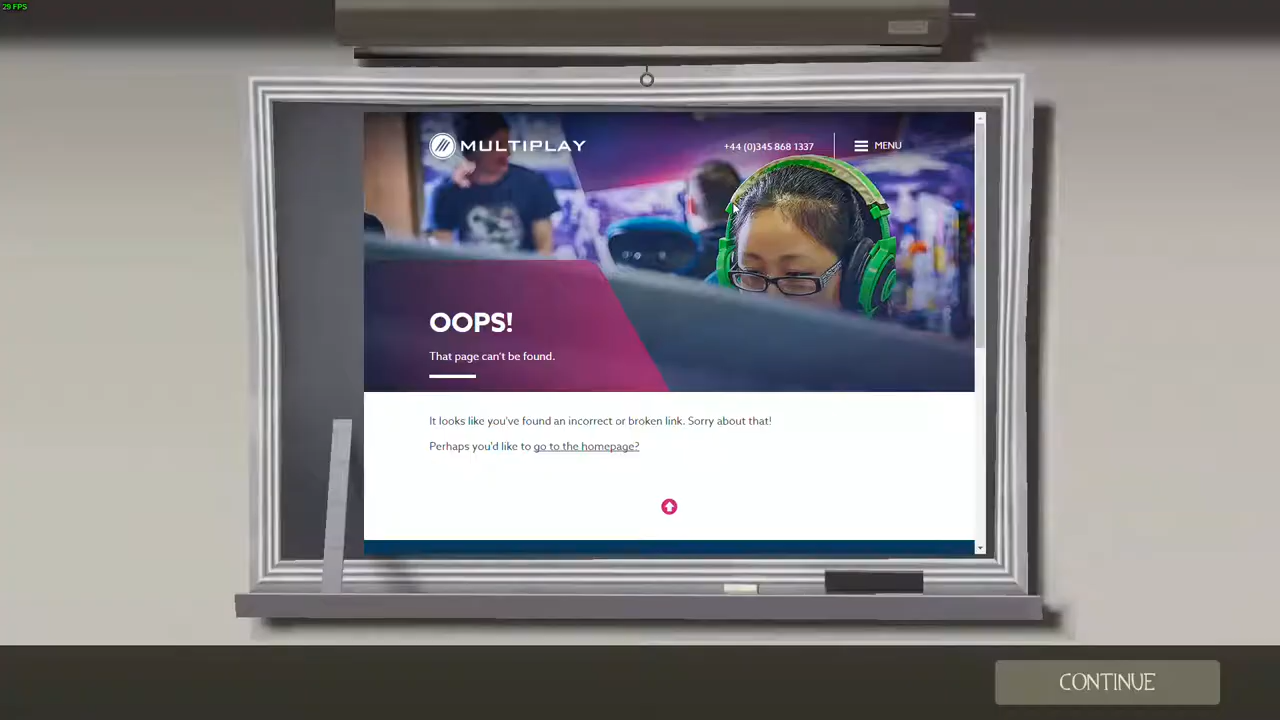 29 FPS
MULTIPLAY
+44 (0)345 868 1337
MENU
OOPS!
That page can't be found.
It looks like you've found an incorrect or broken link. Sorry about that!
Perhaps you'd like to go to the homepage?
CONTINUE